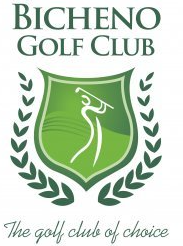 BICHENO
GOLF CLUB
The golf club of choice